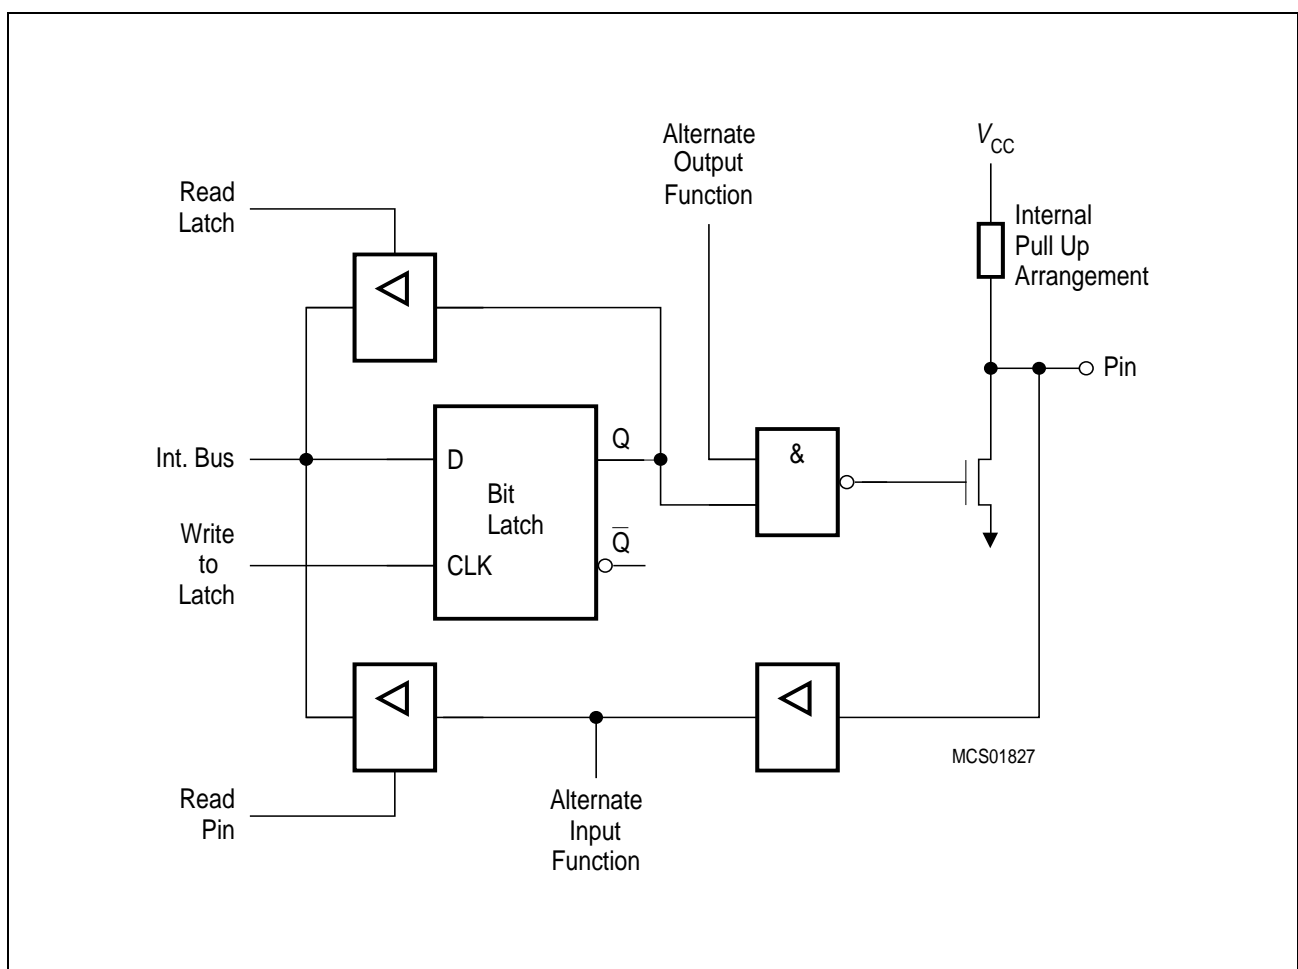 Alternate
Output
Function
V CC
Read
Latch
Internal
Pull Up
Arrangement
Pin
Int. Bus
D
Q
&
Bit
Latch
Write
to
Latch
CLK
Q̅
MCS01827
Read
Pin
Alternate
Input
Function